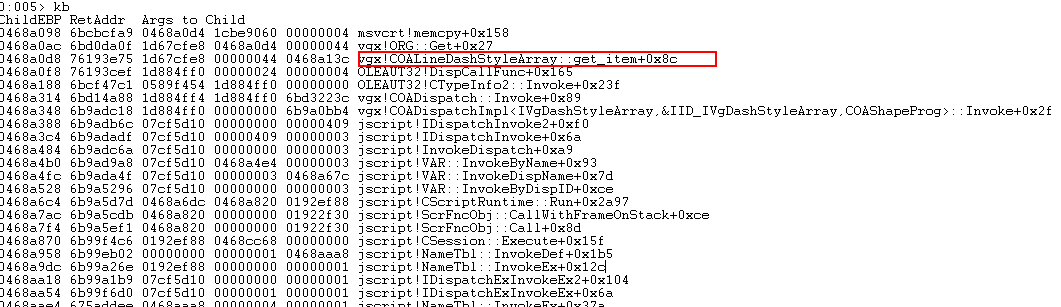 0:005> kb
ChildEBP RetAddr  Args to Child
0468a098 6bcbcfa9 0468a0d4 1cbe9060 00000004 msvcrt!memcpy+0x158
0468a0ac 6bd0da0f 1d67cfe8 0468a0d4 00000044 vgx!ORG::Get+0x27
0468a0d8 76193e75 1d67cfe8 00000044 0468a13c vgx!COALineDashStyleArray::get_item+0x8c
0468a0f8 76193cef 1d884ff0 00000024 00000004 OLEAUT32!DispCallFunc+0x165
0468a188 6bcf47c1 0589f454 1d884ff0 00000000 OLEAUT32!CTypeInfo2::Invoke+0x23f
0468a314 6bd14a88 1d884ff4 1d884ff0 6bd3223c vgx!COADispatch::Invoke+0x89
0468a348 6b9adc18 1d884ff0 00000000 6b9a0bb4 vgx!COADispatchImpl<IVgDashStyleArray,&IID_IVgDashStyleArray,COAShapeProg>::Invoke+0x2f
0468a388 6b9adb6c 07cf5d10 00000000 00000409 jscript!IDispatchInvoke2+0xf0
0468a3c4 6b9adadf 07cf5d10 00000409 00000003 jscript!IDispatchInvoke+0x6a
0468a484 6b9adc6a 07cf5d10 00000000 00000003 jscript!InvokeDispatch+0xa9
0468a4b0 6b9ad9a8 07cf5d10 0468a4e4 00000003 jscript!VAR::InvokeByName+0x93
0468a4fc 6b9ada4f 07cf5d10 00000003 0468a67c jscript!VAR::InvokeDispName+0x7d
0468a528 6b9a5296 07cf5d10 00000000 00000003 jscript!VAR::InvokeByDispID+0xce
0468a6c4 6b9a5d7d 0468a6dc 0468a820 0192ef88 jscript!CScriptRuntime::Run+0x2a97
0468a7ac 6b9a5cdb 0468a820 00000000 01922f30 jscript!ScrFncObj::CallWithFrameOnStack+0xce
0468a7f4 6b9a5ef1 0468a820 00000000 01922f30 jscript!ScrFncObj::Call+0x8d
0468a870 6b99f4c6 0192ef88 0468cc68 00000000 jscript!CSession::Execute+0x15f
0468a958 6b99eb02 00000000 00000001 0468aaa8 jscript!NameTbl::InvokeDef+0x1b5
0468a9dc 6b99a26e 0192ef88 00000000 00000001 jscript!NameTbl::InvokeEx+0x12c
0468aa18 6b99a1b9 07cf5d10 00000000 00000001 jscript!IDispatchExInvokeEx2+0x104
0468aa54 6b99f6d0 07cf5d10 00000001 00000001 jscript!IDispatchExInvokeEx+0x6a